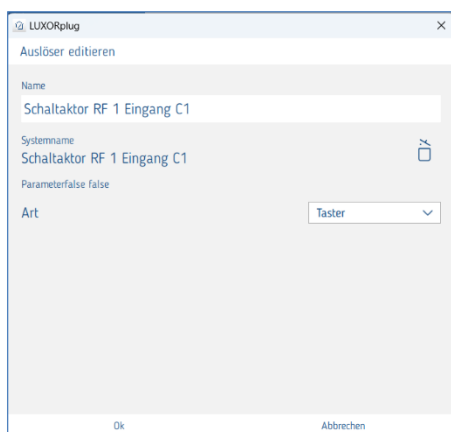 LUXORplug
Auslöser editieren
Name
Schaltaktor RF 1 Eingang C1
Systemname
Schaltaktor RF 1 Eingang C1
Parameterfalse false
Art Taster
Ok Abbrechen